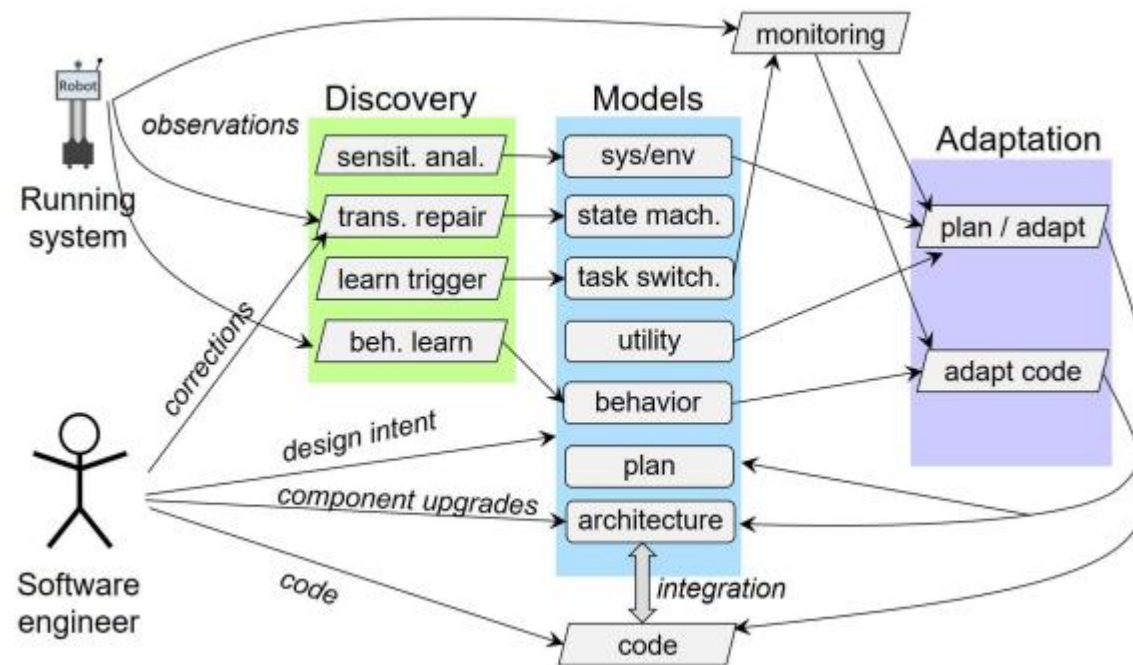 monitoring
Robot
Discovery
Models
observations
sensit. anal.
sys/env
Adaptation
Running
system
trans. repair
state mach.
plan / adapt
learn trigger
task switch.
beh. learn
utility
corrections
adapt code
behavior
design intent
plan
component upgrades
architecture
Software
engineer
code
integration
code